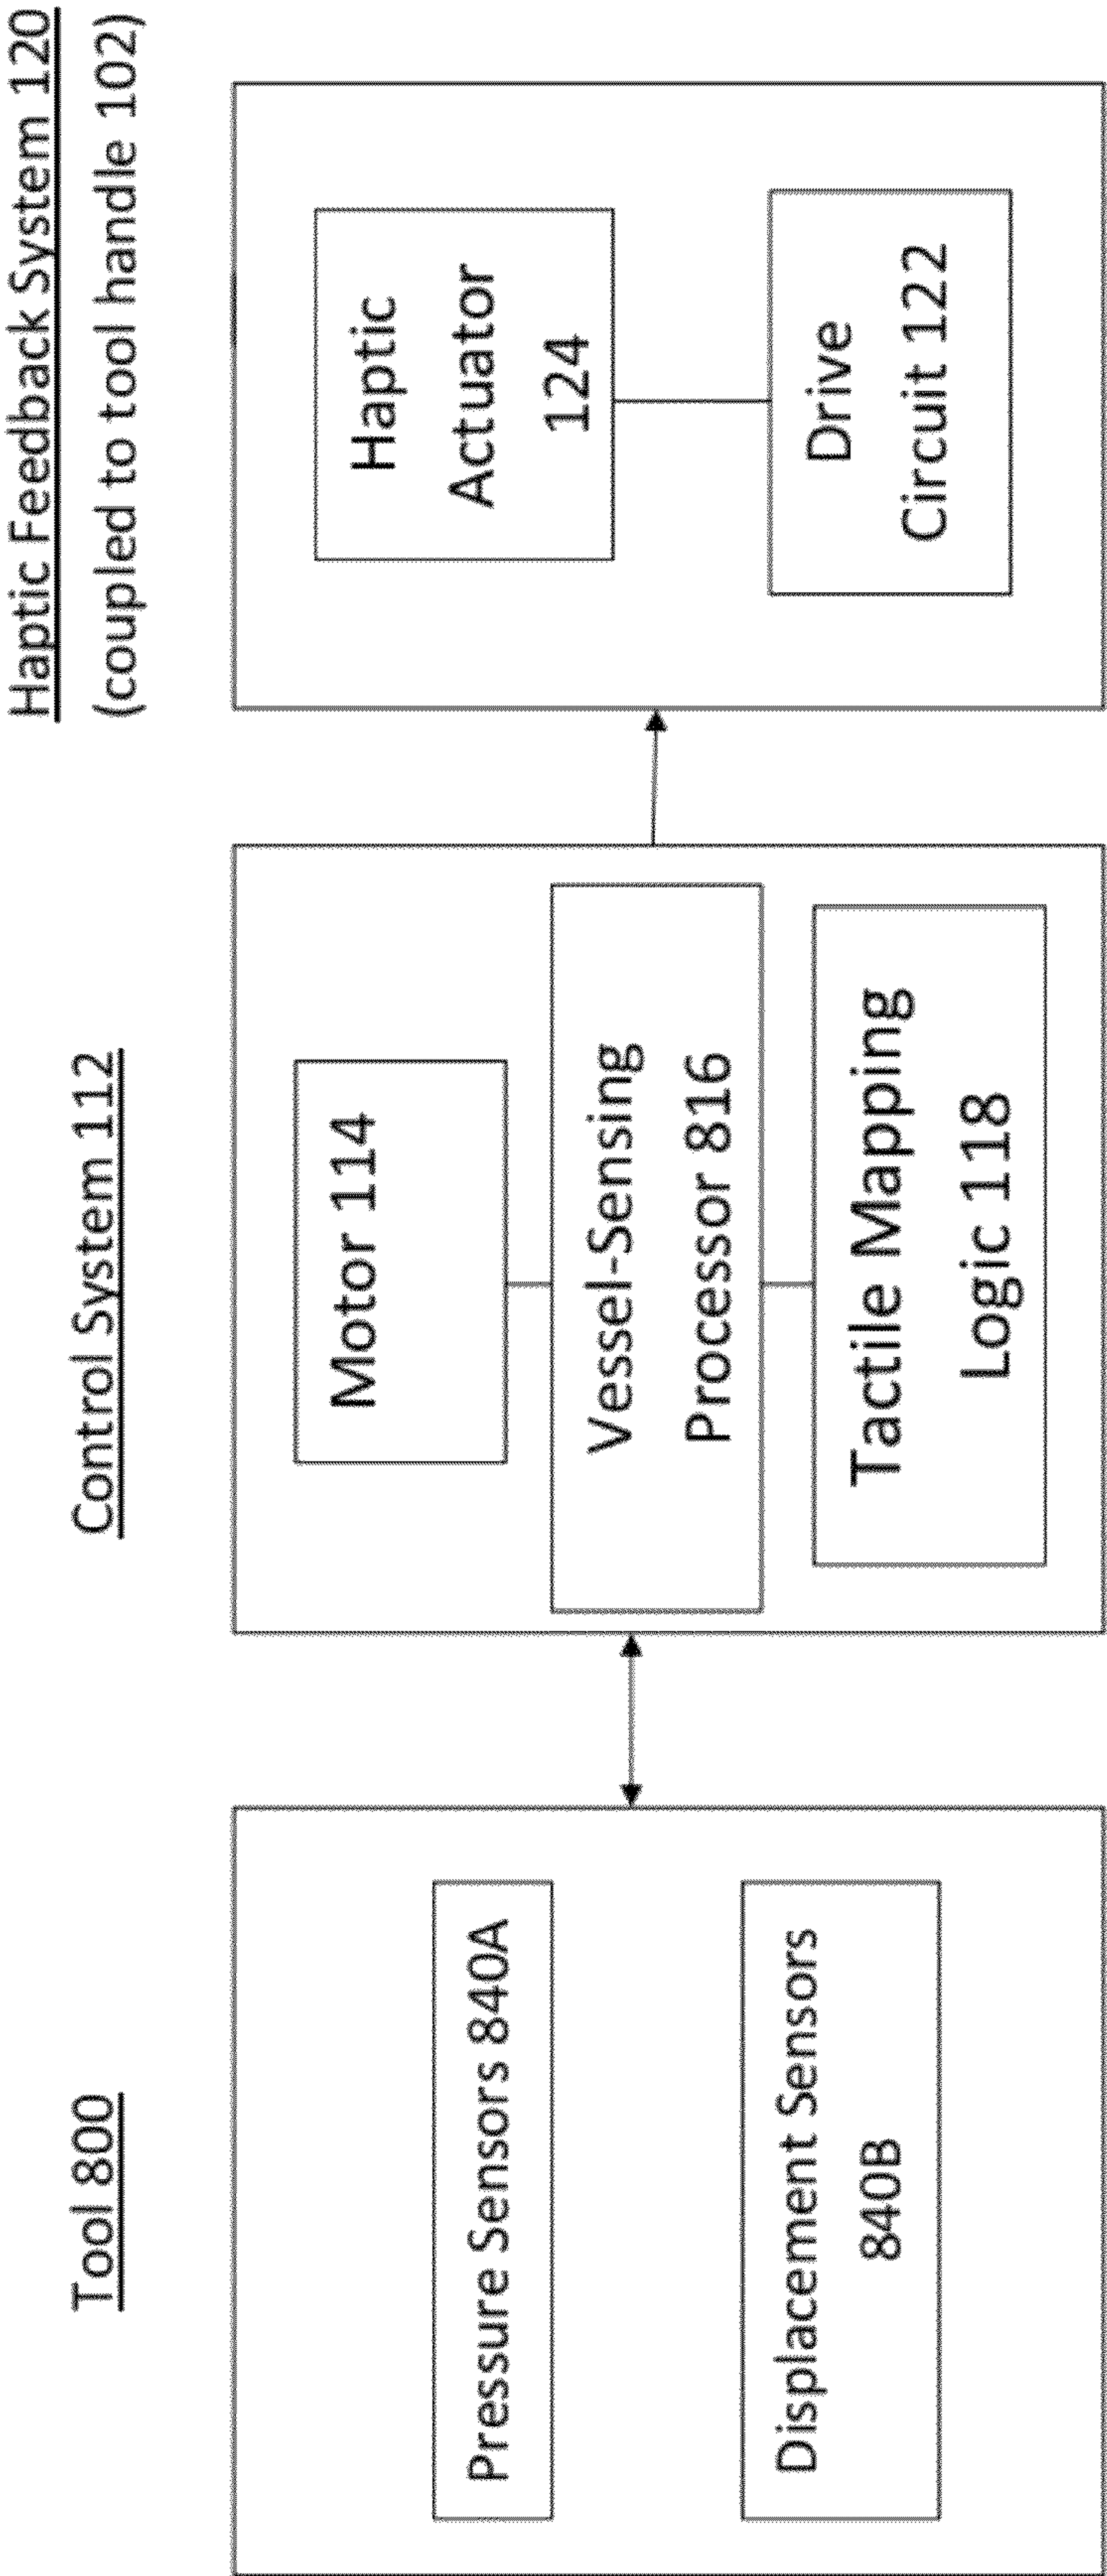 Tool 800
Pressure Sensors 840A
Displacement Sensors
840B
Control System 112
Motor 114
Vessel-Sensing
Processor 816
Tactile Mapping
Logic 118
Haptic Feedback System 120
(coupled to tool handle 102)
Haptic
Actuator
124
Drive
Circuit 122